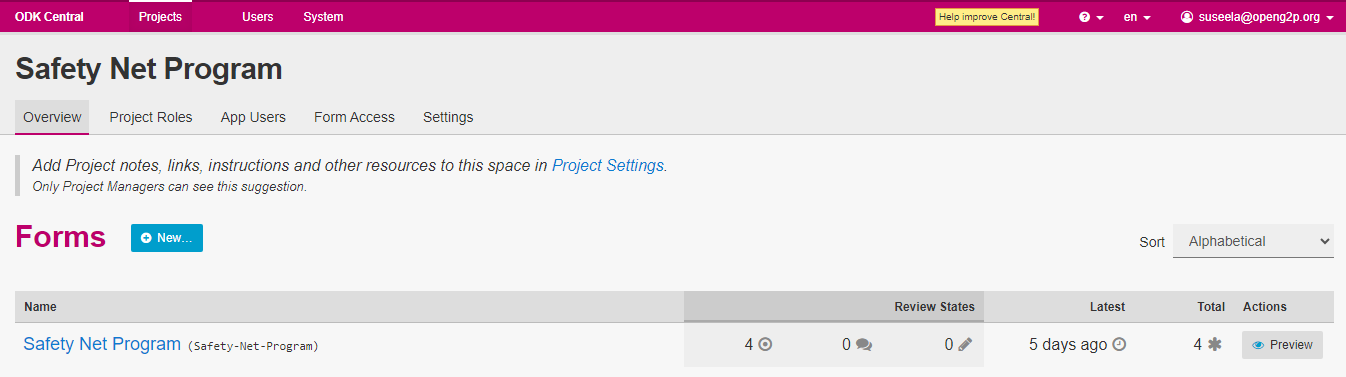 ODK Central Projects Users System Help improve Central! en suseela@openg2p.org
Safety Net Program
Overview Project Roles App Users Form Access Settings
Add Project notes, links, instructions and other resources to this space in Project Settings.
Only Project Managers can see this suggestion.
Forms New... Sort Alphabetical
Name Review States Latest Total Actions
Safety Net Program (Safety-Net-Program) 4 0 0 5 days ago 4 Preview